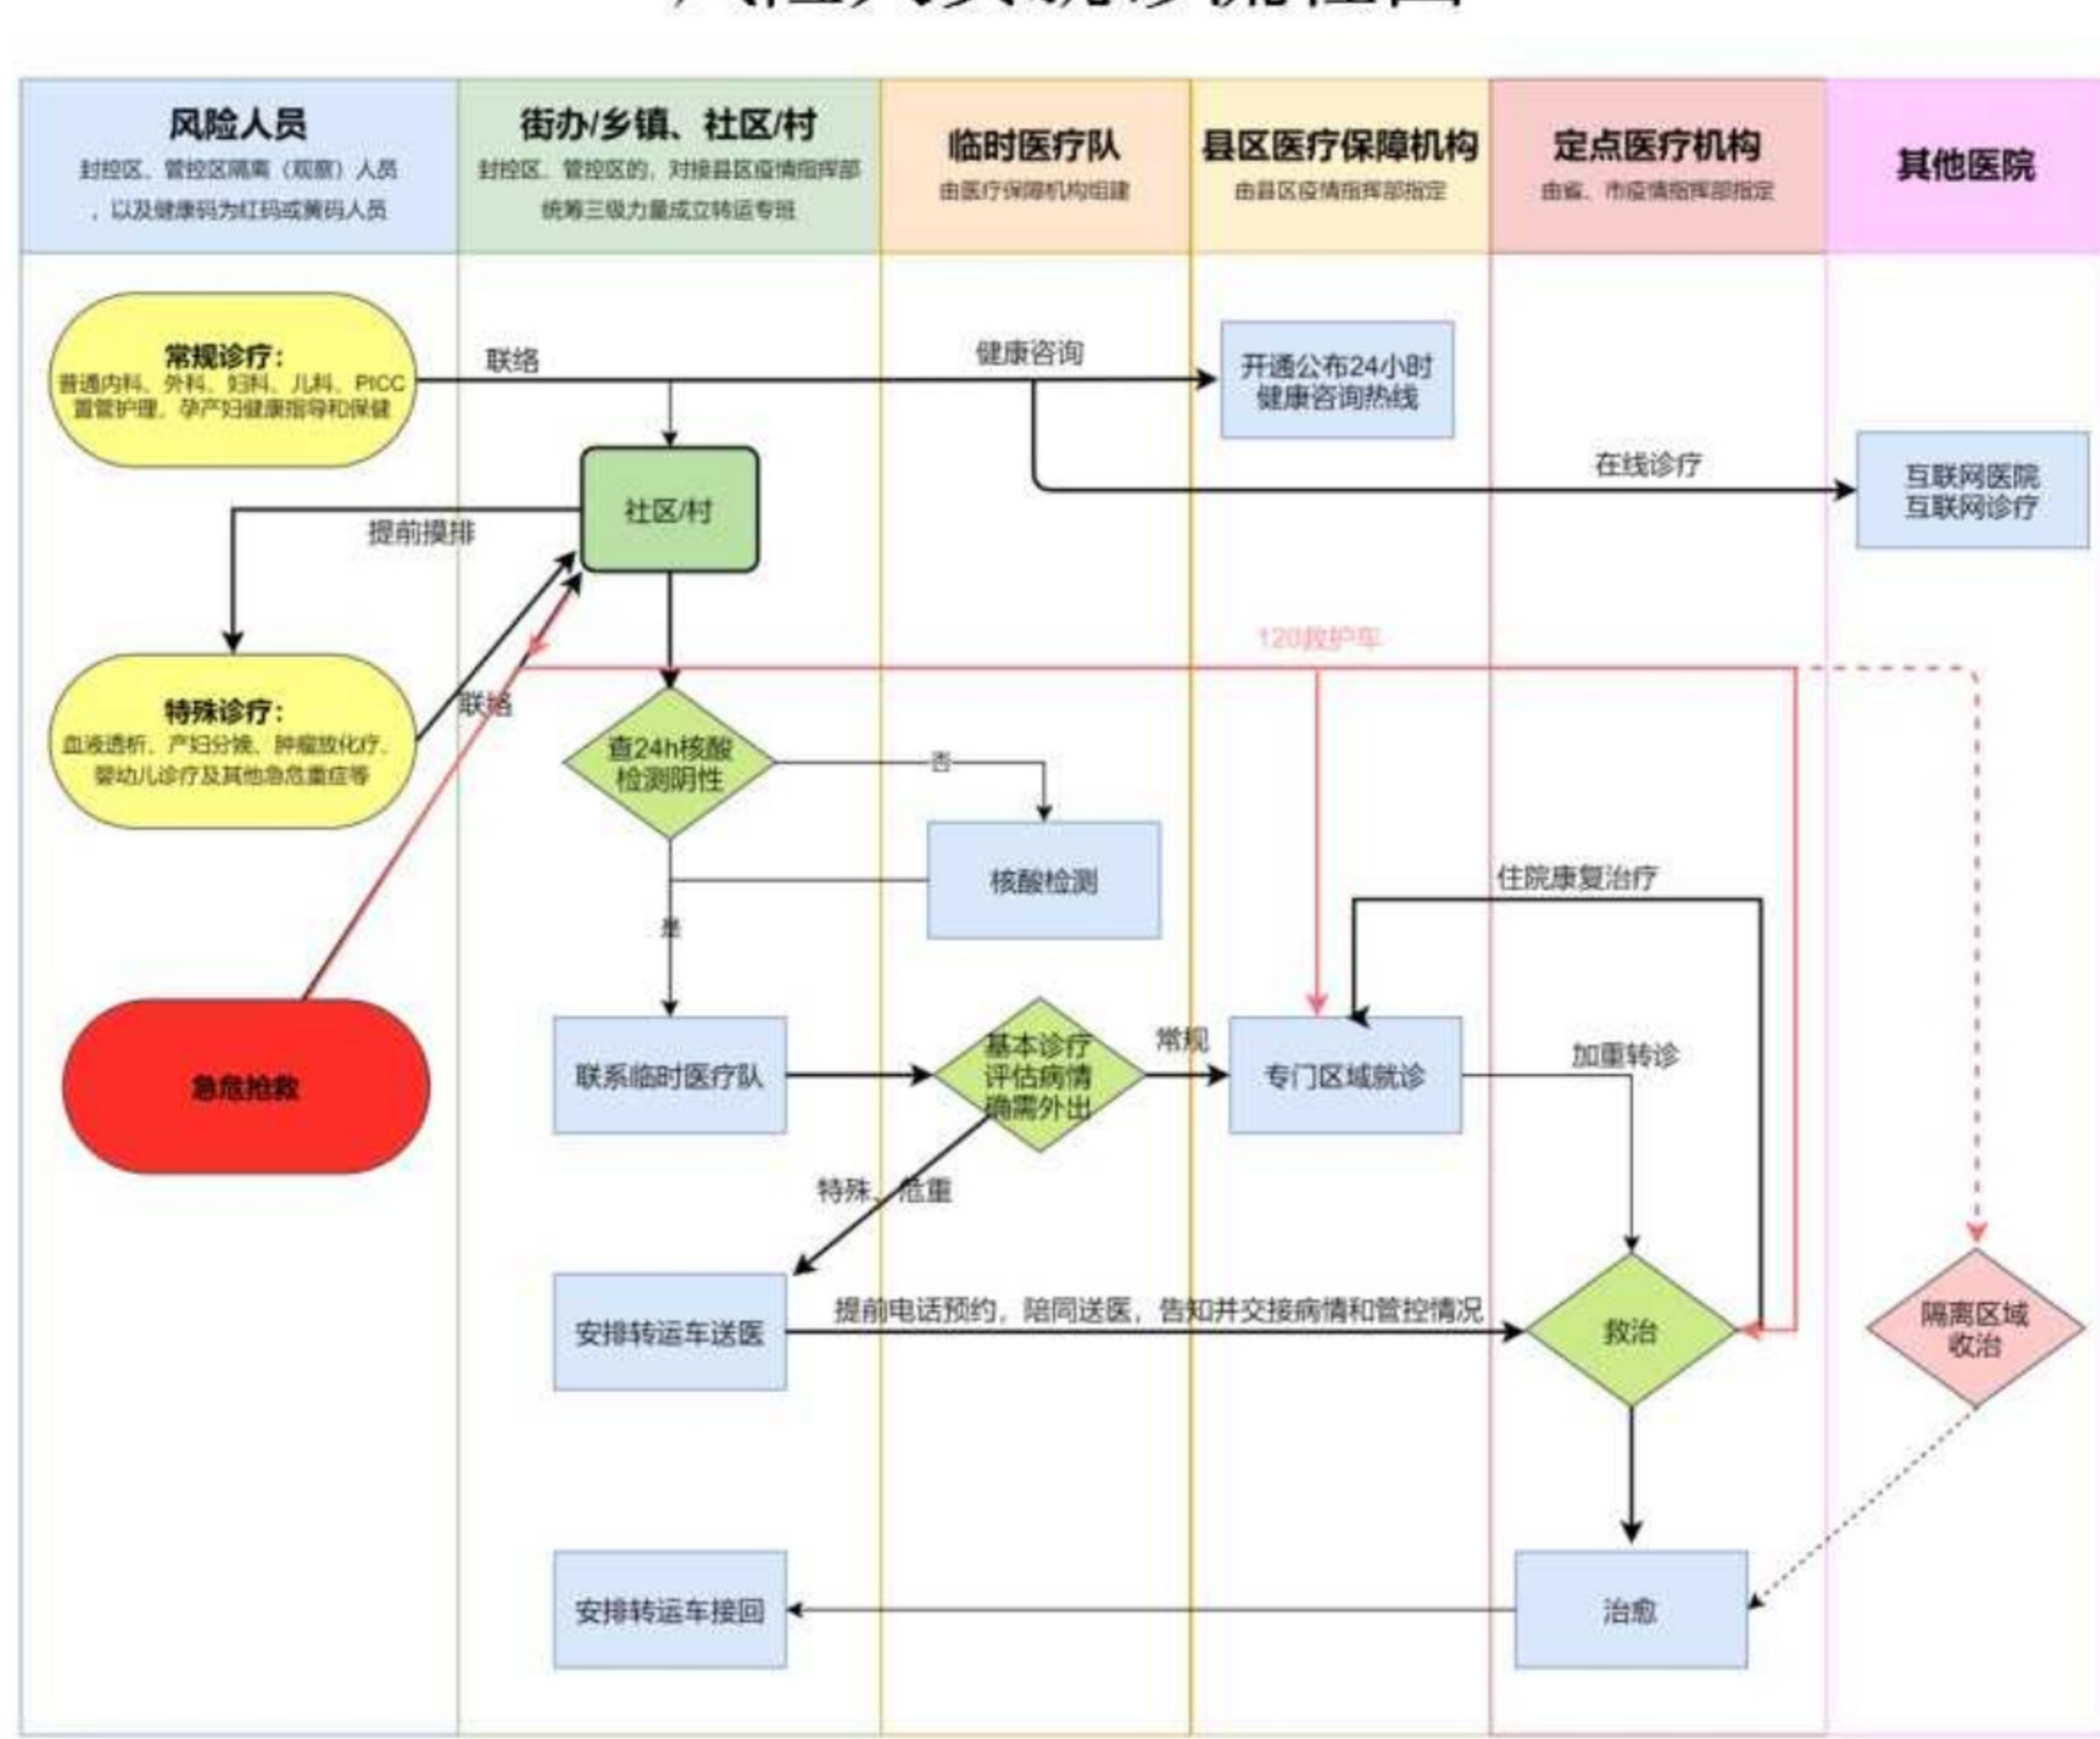 风险人员
封控区、管控区隔离（观察）人员
，以及健康码为红玛或黄码人员
街办/乡镇、社区/村
封控区、管控区的，对接县区疫情指挥部
统筹三级力量成立转运专班
临时医疗队
由医疗保障机构组建
县区医疗保障机构
由县区疫情指挥部指定
定点医疗机构
由省、市疫情指挥部指定
其他医院
常规诊疗：
普通内科、外科、妇科、儿科、PICC
置管护理，孕产妇健康指导和保健
联络
健康咨询
开通公布24小时
健康咨询热线
在线诊疗
互联网医院
互联网诊疗
社区/村
提前摸排
120救护车
特殊诊疗：
血液透析、产妇分娩、肿瘤放化疗、
婴幼儿诊疗及其他急危重症等
联络
查24h核酸
检测阴性
否
核酸检测
是
住院康复治疗
急危抢救
联系临时医疗队
基本诊疗
评估病情
确需外出
常规
专门区域就诊
加重转诊
特殊、危重
安排转运车送医
提前电话预约，陪同送医，告知并交接病情和管控情况
救治
隔离区域
收治
安排转运车接回
治愈